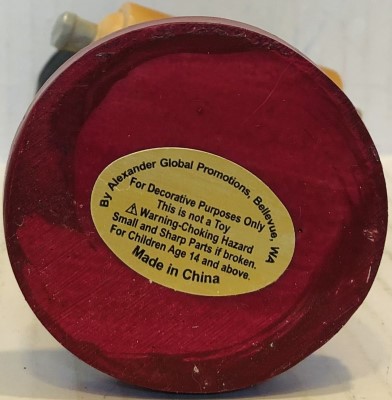 By Alexander Global Promotions, Bellevue, WA
For Decorative Purposes Only
This is not a Toy
⚠ Warning-Choking Hazard
Small and Sharp Parts if broken.
For Children Age 14 and above.
Made in China